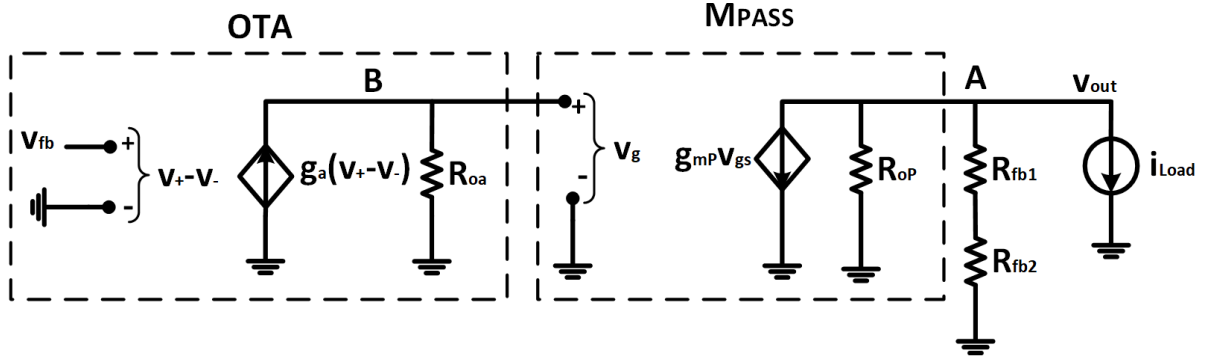 OTA
MPASS
B
A
vout
vfb
+
-
v+-v-
ga(v+-v-)
Roa
+
-
vg
gmPvgs
RoP
Rfb1
Rfb2
iLoad